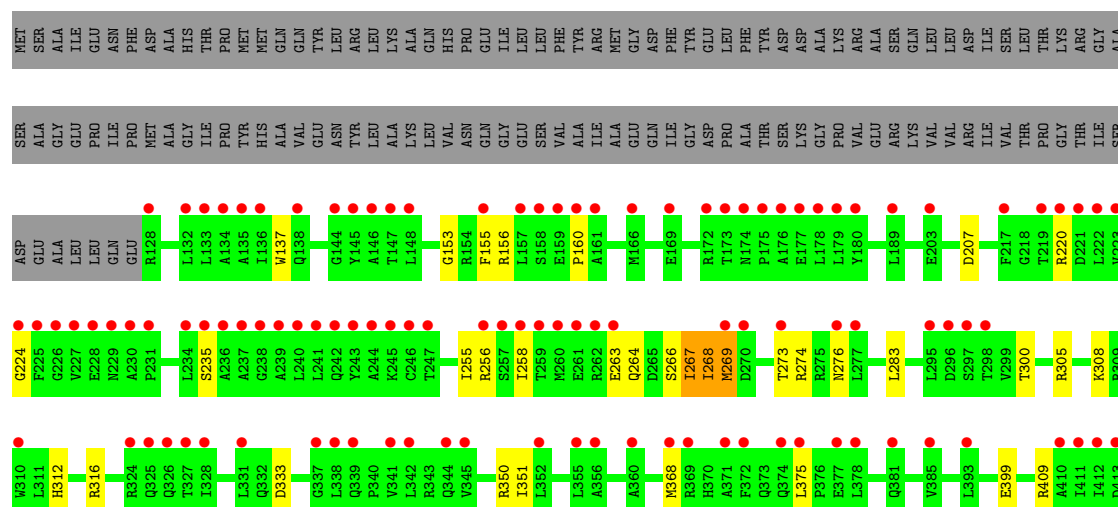 MET SER ALA ILE GLU ASN PHE ASP ALA HIS THR PRO MET MET GLN GLN TYR LEU ARG LEU LYS ALA GLN HIS PRO GLU ILE LEU LEU PHE TYR ARG MET GLY ASP PHE TYR GLU LEU PHE TYR ASP ASP ALA LYS ARG ALA SER GLN LEU LEU ASP ILE SER LEU THR LYS ARG GLY ALA
SER ALA GLY GLU PRO ILE PRO MET ALA GLY ILE PRO TYR HIS ALA VAL GLU ASN TYR LEU ALA LYS LEU VAL ASN GLN GLY GLU SER VAL ALA ILE ALA GLU GLN ILE GLY ASP PRO ALA THR SER LYS GLY PRO VAL GLU ARG LYS VAL VAL ARG ILE VAL THR PRO GLY THR ILE SER
ASP GLU ALA LEU LEU GLN GLU R128 L132 L133 A134 A135 I136 W137 Q138 G144 Y145 A146 T147 L148 G153 R154 F155 R156 L157 S158 E159 P160 A161 M166 E169 R172 T173 N174 P175 A176 E177 L178 L179 Y180 L189 E203 D207 F217 G218 T219 R220 D221 L222 V223
G224 F225 G226 V227 E228 N229 A230 P231 L234 S235 A236 A237 G238 A239 L240 L241 Q242 Y243 A244 K245 C246 T247 I255 R256 S257 I258 T259 M260 E261 R262 E263 Q264 D265 S266 I267 I268 M269 D270 T273 R274 R275 N276 L277 L283 L295 D296 S297 T298 V299 T300 R305 K308 P309
W310 L311 H312 R316 R324 Q325 Q326 T327 I328 L331 Q332 D333 G337 L338 Q339 P340 V341 L342 R343 Q344 V345 R350 I351 L352 L355 A356 A360 M368 R369 H370 A371 F372 Q373 Q374 L375 P376 E377 L378 Q381 V385 L393 E399 R409 A410 I411 I412 D413